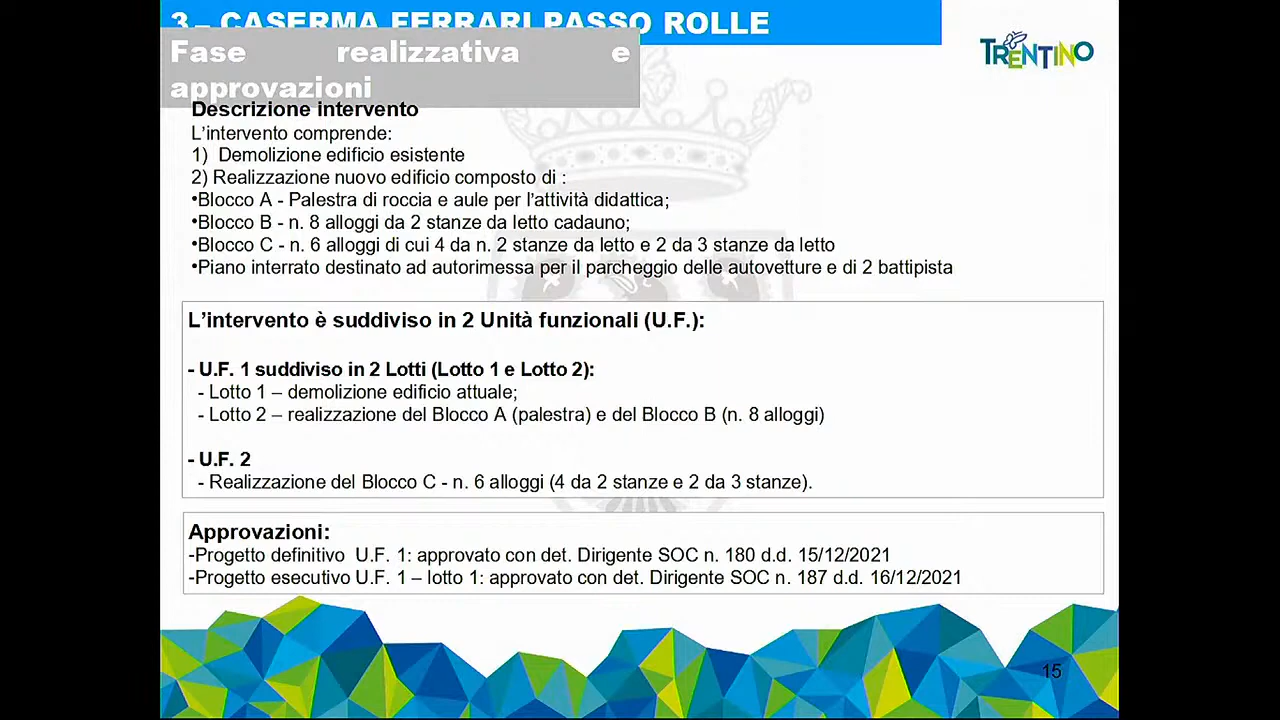 3 – CASERMA FERRARI PASSO ROLLE
TRENTINO
Fase realizzativa e
approvazioni
Descrizione intervento
L’intervento comprende:
1) Demolizione edificio esistente
2) Realizzazione nuovo edificio composto di :
•Blocco A - Palestra di roccia e aule per l’attività didattica;
•Blocco B - n. 8 alloggi da 2 stanze da letto cadauno;
•Blocco C - n. 6 alloggi di cui 4 da n. 2 stanze da letto e 2 da 3 stanze da letto
•Piano interrato destinato ad autorimessa per il parcheggio delle autovetture e di 2 battipista
L’intervento è suddiviso in 2 Unità funzionali (U.F.):
- U.F. 1 suddiviso in 2 Lotti (Lotto 1 e Lotto 2):
- Lotto 1 – demolizione edificio attuale;
- Lotto 2 – realizzazione del Blocco A (palestra) e del Blocco B (n. 8 alloggi)
- U.F. 2
- Realizzazione del Blocco C - n. 6 alloggi (4 da 2 stanze e 2 da 3 stanze).
Approvazioni:
-Progetto definitivo U.F. 1: approvato con det. Dirigente SOC n. 180 d.d. 15/12/2021
-Progetto esecutivo U.F. 1 – lotto 1: approvato con det. Dirigente SOC n. 187 d.d. 16/12/2021
15